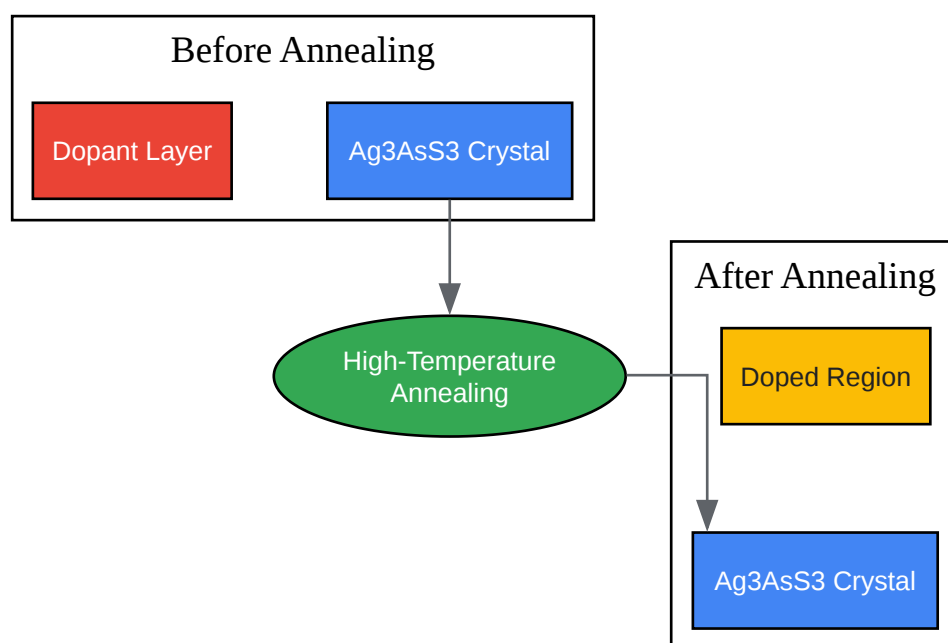 Before Annealing
Dopant Layer
Ag3AsS3 Crystal
High-Temperature
Annealing
After Annealing
Doped Region
Ag3AsS3 Crystal